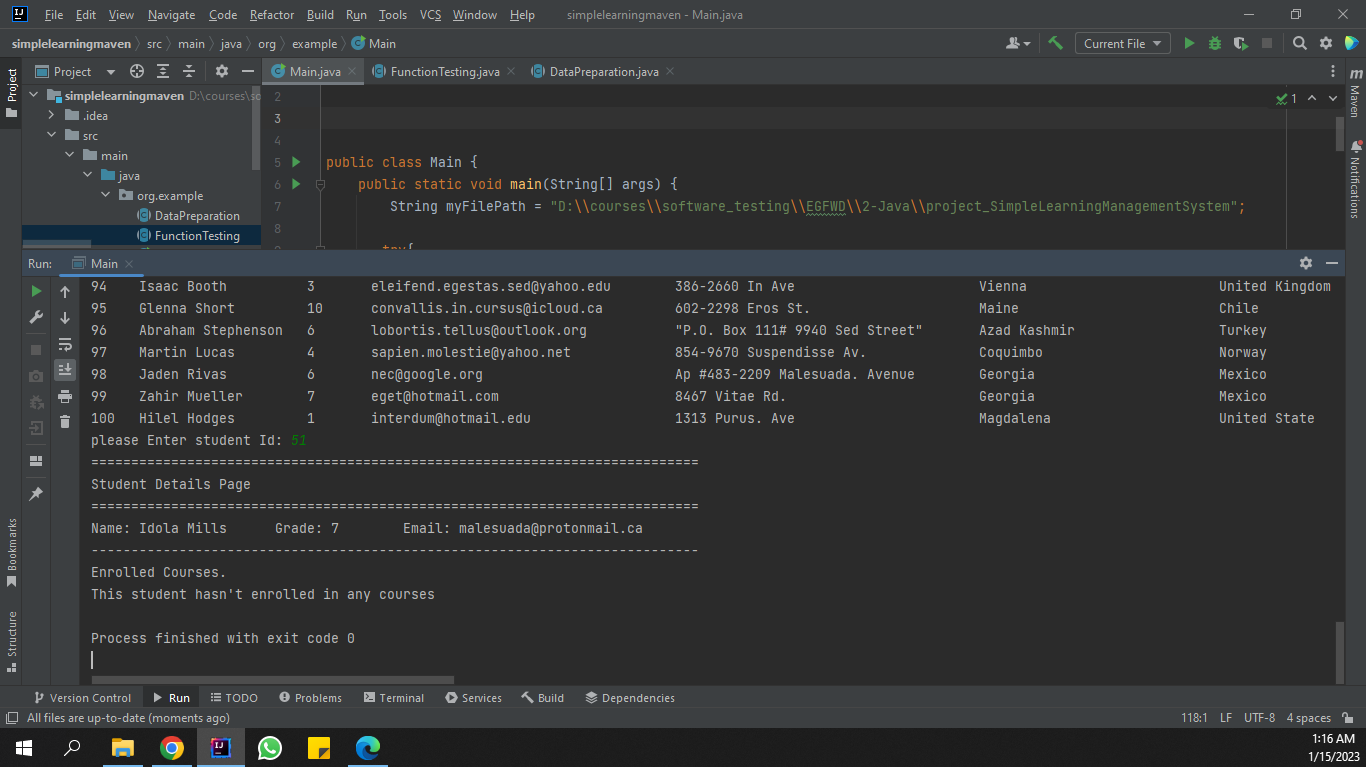 File Edit View Navigate Code Refactor Build Run Tools VCS Window Help simplelearningmaven - Main.java
simplelearningmaven src main java org example Main Current File
Project Main.java FunctionTesting.java DataPreparation.java
simplelearningmaven D:\courses\so
.idea
src
main
java
org.example
DataPreparation
FunctionTesting
2
3
4
5 public class Main {
6 public static void main(String[] args) {
7 String myFilePath = "D:\\courses\\software_testing\\EGFWD\\2-Java\\project_SimpleLearningManagementSystem";
8
try{
1
Project
Bookmarks
Structure
Maven
Notifications
Run: Main
94 Isaac Booth 3 eleifend.egestas.sed@yahoo.edu 386-2660 In Ave Vienna United Kingdom
95 Glenna Short 10 convallis.in.cursus@icloud.ca 602-2298 Eros St. Maine Chile
96 Abraham Stephenson 6 lobortis.tellus@outlook.org "P.O. Box 111# 9940 Sed Street" Azad Kashmir Turkey
97 Martin Lucas 4 sapien.molestie@yahoo.net 854-9670 Suspendisse Av. Coquimbo Norway
98 Jaden Rivas 6 nec@google.org Ap #483-2209 Malesuada. Avenue Georgia Mexico
99 Zahir Mueller 7 eget@hotmail.com 8467 Vitae Rd. Georgia Mexico
100 Hilel Hodges 1 interdum@hotmail.edu 1313 Purus. Ave Magdalena United State
please Enter student Id: 51
============================================================================
Student Details Page
============================================================================
Name: Idola Mills Grade: 7 Email: malesuada@protonmail.ca
----------------------------------------------------------------------------
Enrolled Courses.
This student hasn't enrolled in any courses
Process finished with exit code 0
Version Control Run TODO Problems Terminal Services Build Dependencies
All files are up-to-date (moments ago) 118:1 LF UTF-8 4 spaces
1:16 AM
1/15/2023